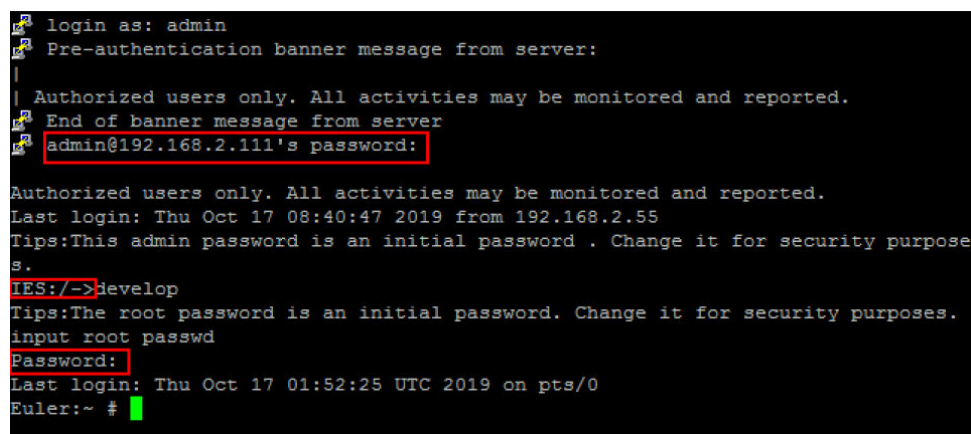 login as: admin
Pre-authentication banner message from server:
|
| Authorized users only. All activities may be monitored and reported.
End of banner message from server
admin@192.168.2.111's password:
Authorized users only. All activities may be monitored and reported.
Last login: Thu Oct 17 08:40:47 2019 from 192.168.2.55
Tips:This admin password is an initial password . Change it for security purpose
s.
IES:/->develop
Tips:The root password is an initial password. Change it for security purposes.
input root passwd
Password:
Last login: Thu Oct 17 01:52:25 UTC 2019 on pts/0
Euler:~ #